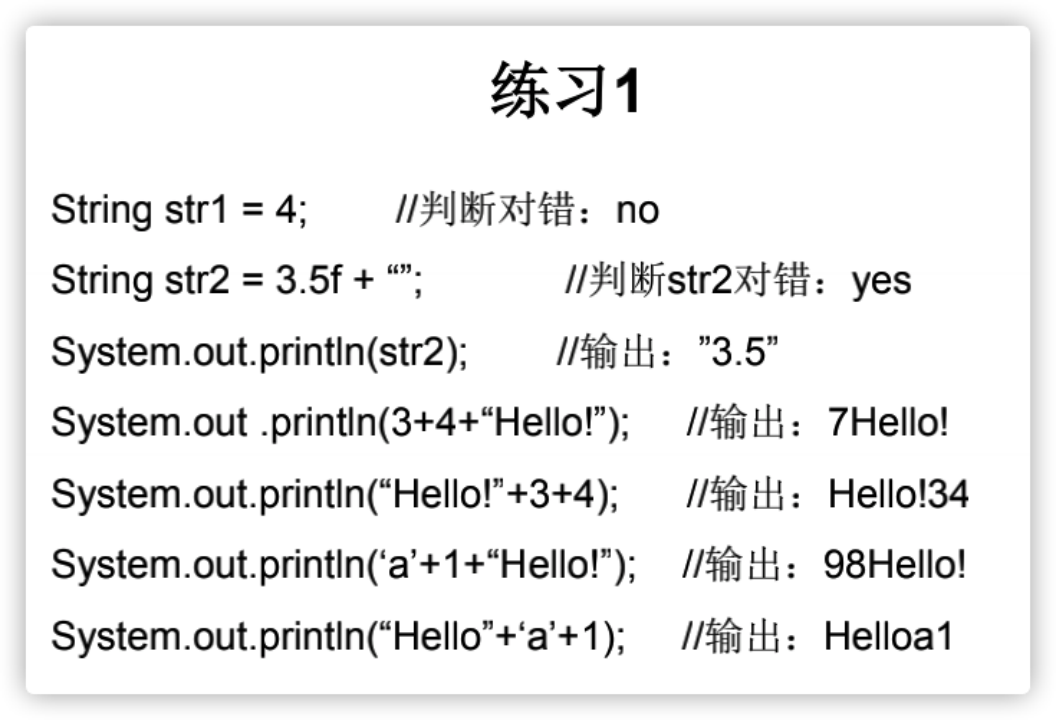 练习1
String str1 = 4; //判断对错：no
String str2 = 3.5f + “”; //判断str2对错：yes
System.out.println(str2); //输出：”3.5”
System.out .println(3+4+“Hello!”); //输出：7Hello!
System.out.println(“Hello!”+3+4); //输出：Hello!34
System.out.println(‘a’+1+“Hello!”); //输出：98Hello!
System.out.println(“Hello”+‘a’+1); //输出：Helloa1